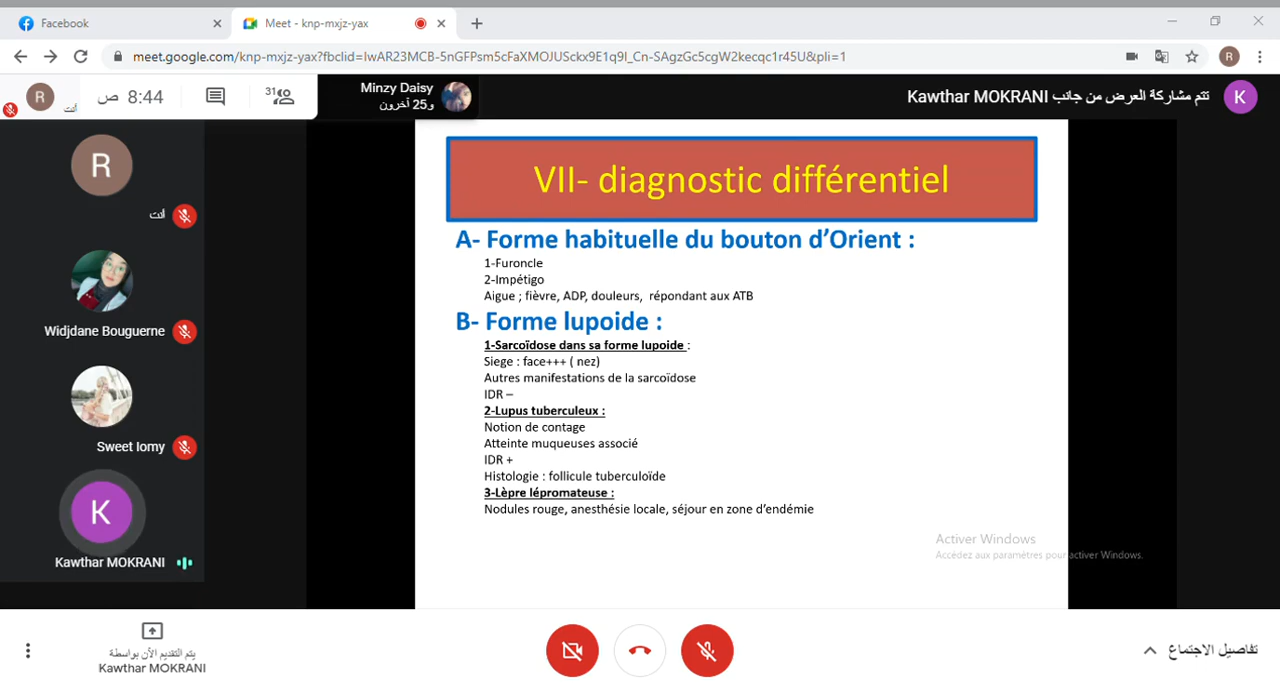 Facebook
Meet - knp-mxjz-yax
meet.google.com/knp-mxjz-yax?fbclid=IwAR23MCB-5nGFPsm5cFaXMOJUSckx9E1q9I_Cn-SAgzGc5cgW2kecqc1r45U&pli=1
R
R
أنت
8:44 ص
31
Minzy Daisy
و25 آخرون
تتم مشاركة العرض من جانب Kawthar MOKRANI
K
R
أنت
Widjdane Bouguerne
Sweet Iomy
K
Kawthar MOKRANI
VII- diagnostic différentiel
A- Forme habituelle du bouton d’Orient :
1-Furoncle
2-Impétigo
Aigue ; fièvre, ADP, douleurs, répondant aux ATB
B- Forme lupoide :
1-Sarcoïdose dans sa forme lupoide :
Siege : face+++ ( nez)
Autres manifestations de la sarcoïdose
IDR –
2-Lupus tuberculeux :
Notion de contage
Atteinte muqueuses associé
IDR +
Histologie : follicule tuberculoïde
3-Lèpre lépromateuse :
Nodules rouge, anesthésie locale, séjour en zone d’endémie
Activer Windows
Accédez aux paramètres pour activer Windows.
يتم التقديم الآن بواسطة
Kawthar MOKRANI
تفاصيل الاجتماع